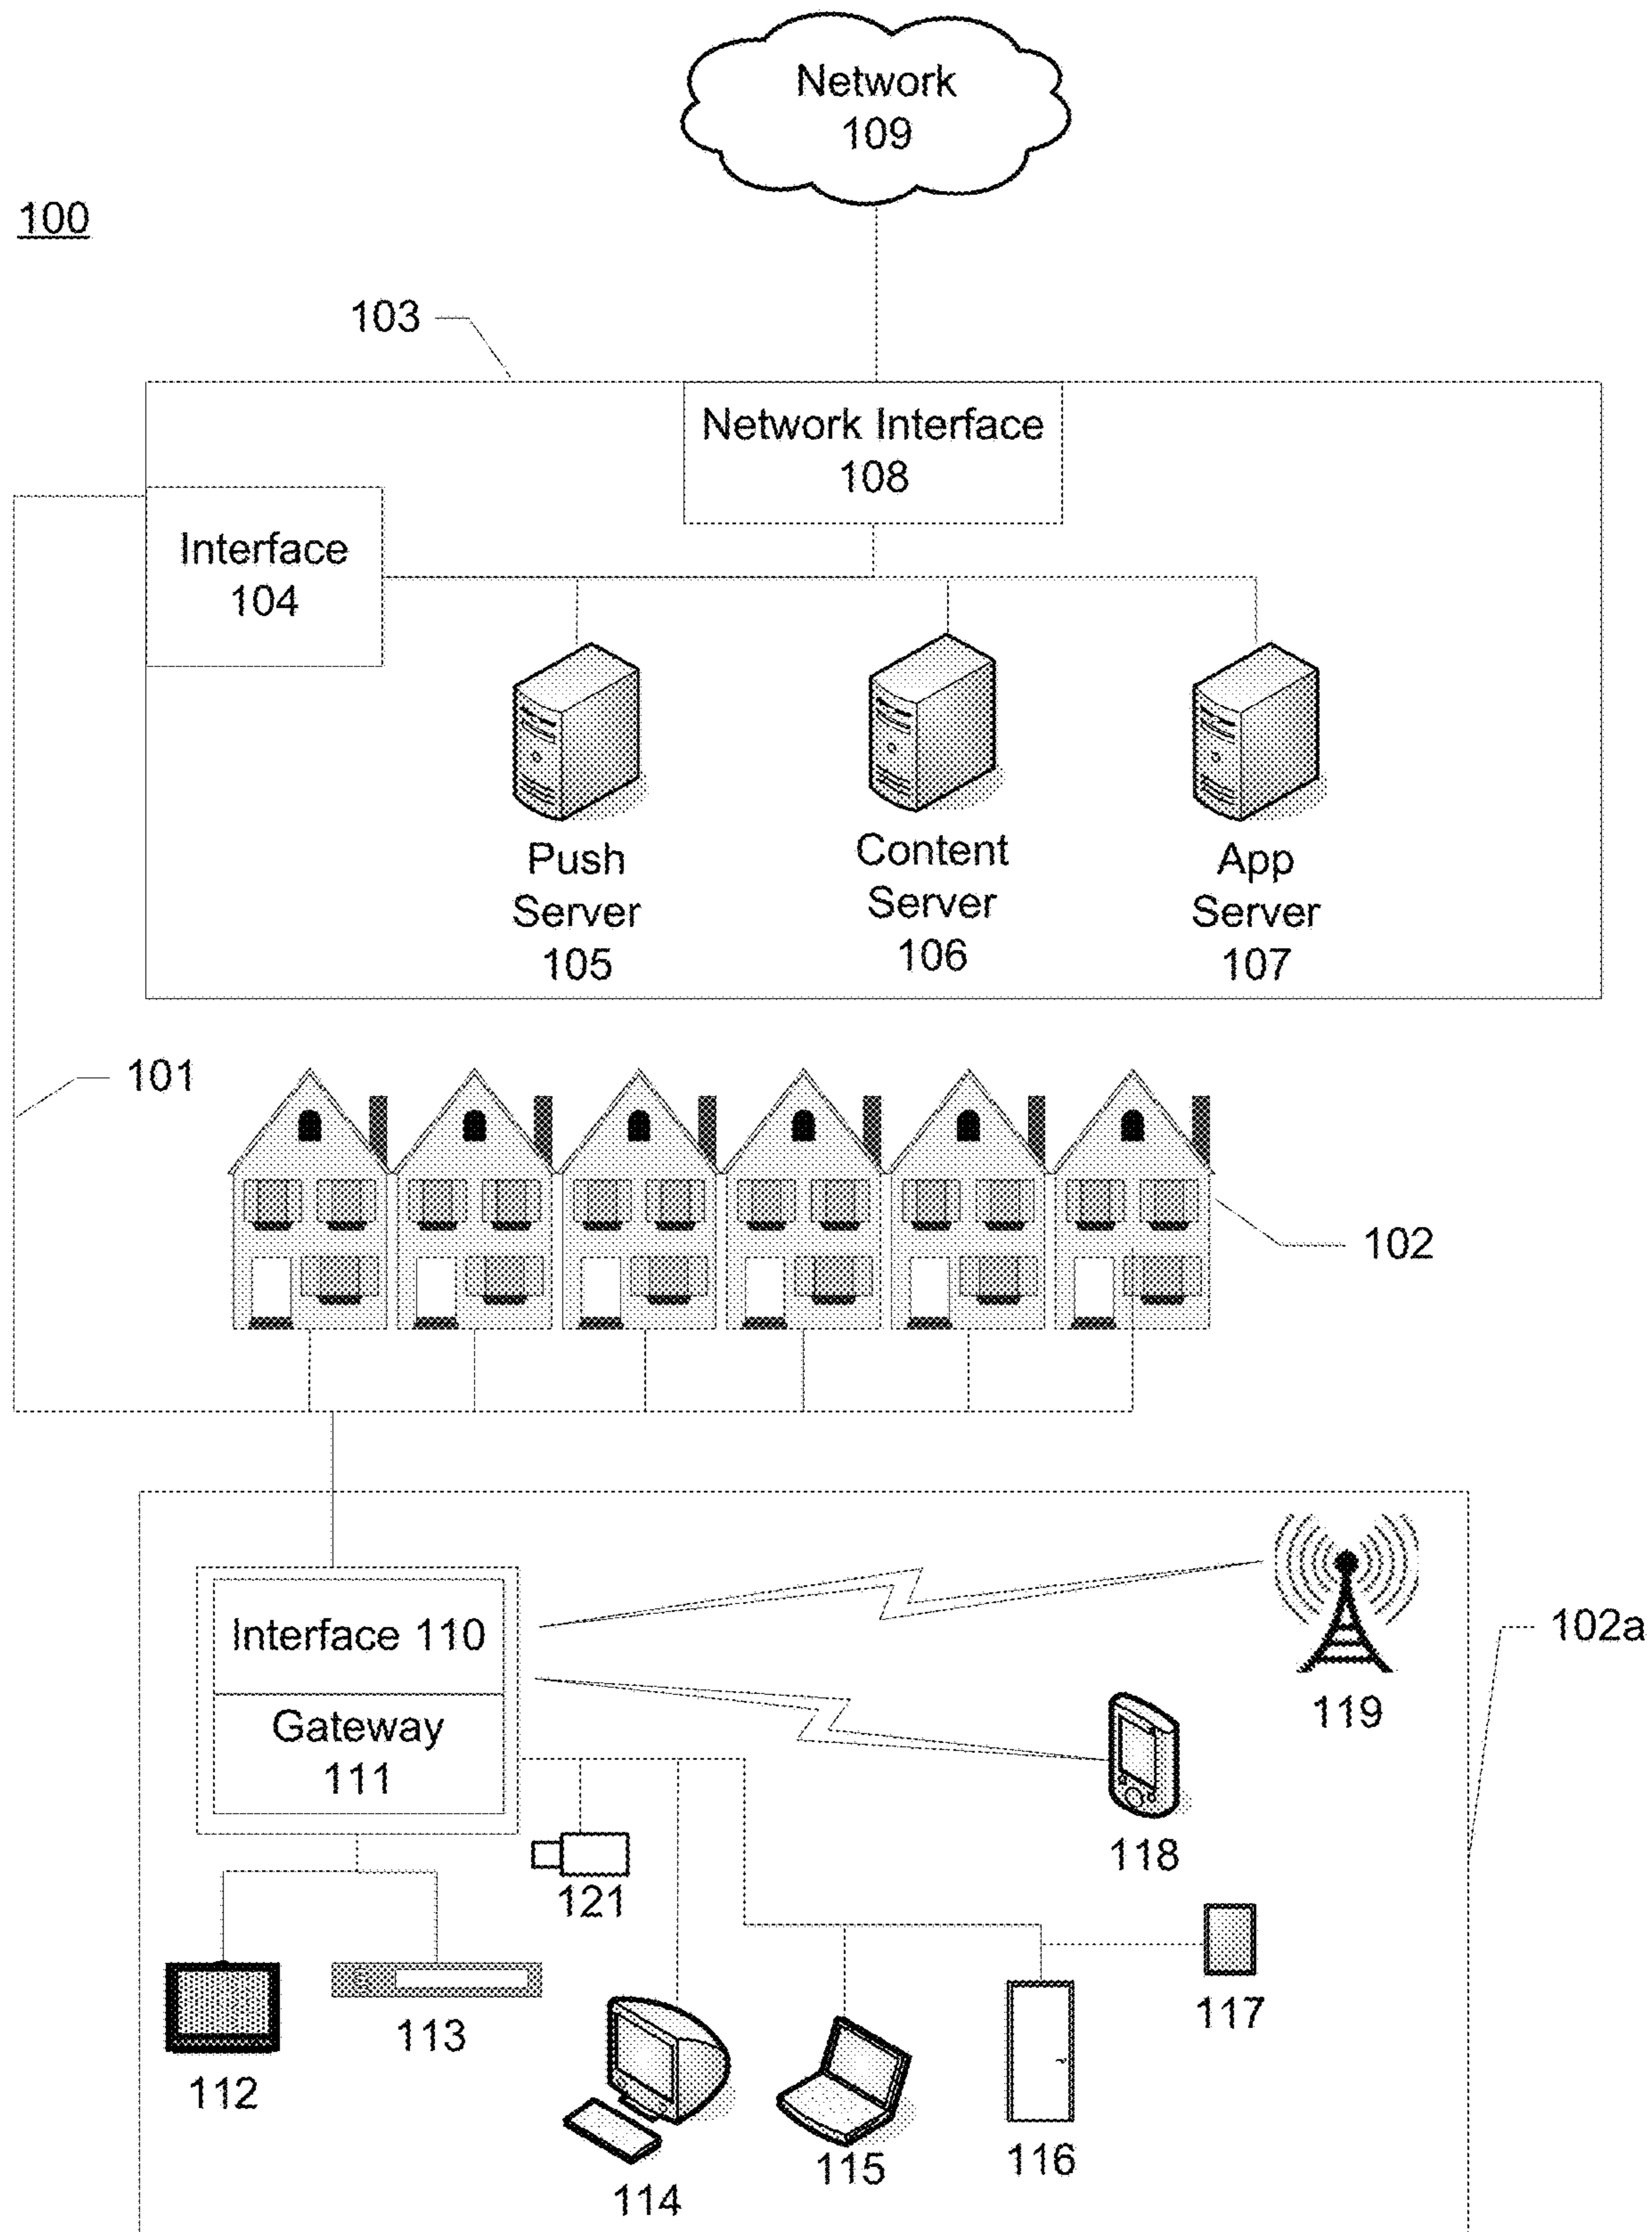 Network
109
100
103
Network Interface
108
Interface
104
Push
Server
105
Content
Server
106
App
Server
107
101
102
Interface 110
Gateway
111
102a
119
118
121
117
112
113
114
115
116